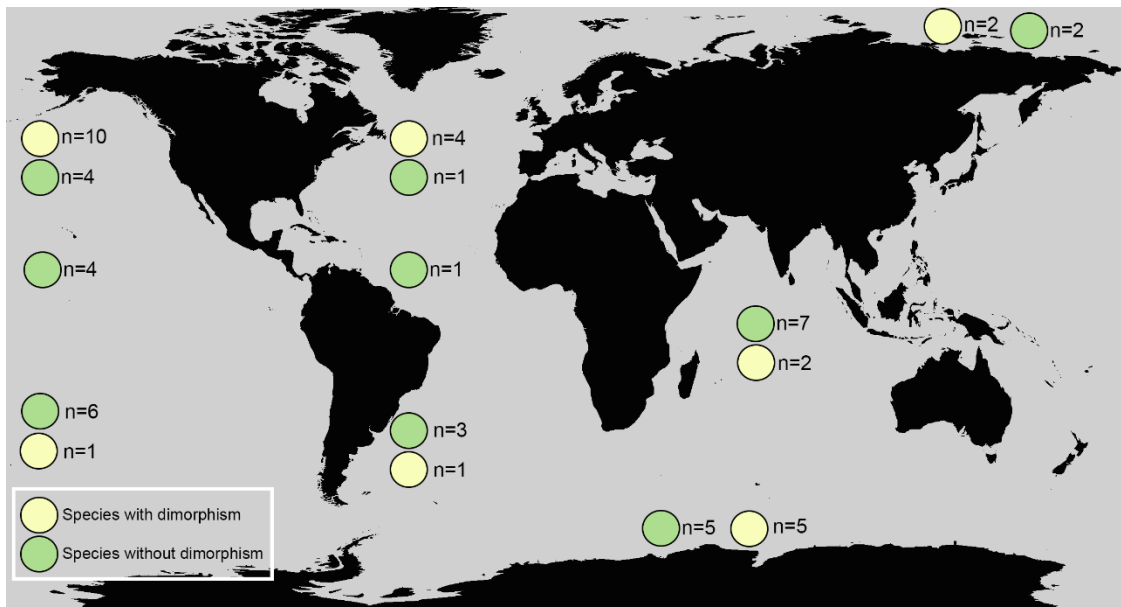 n=2 n=2
n=10 n=4
n=4 n=1
n=4 n=1
n=7
n=2
n=6 n=3
n=1 n=1
Species with dimorphism
n=5 n=5
Species without dimorphism